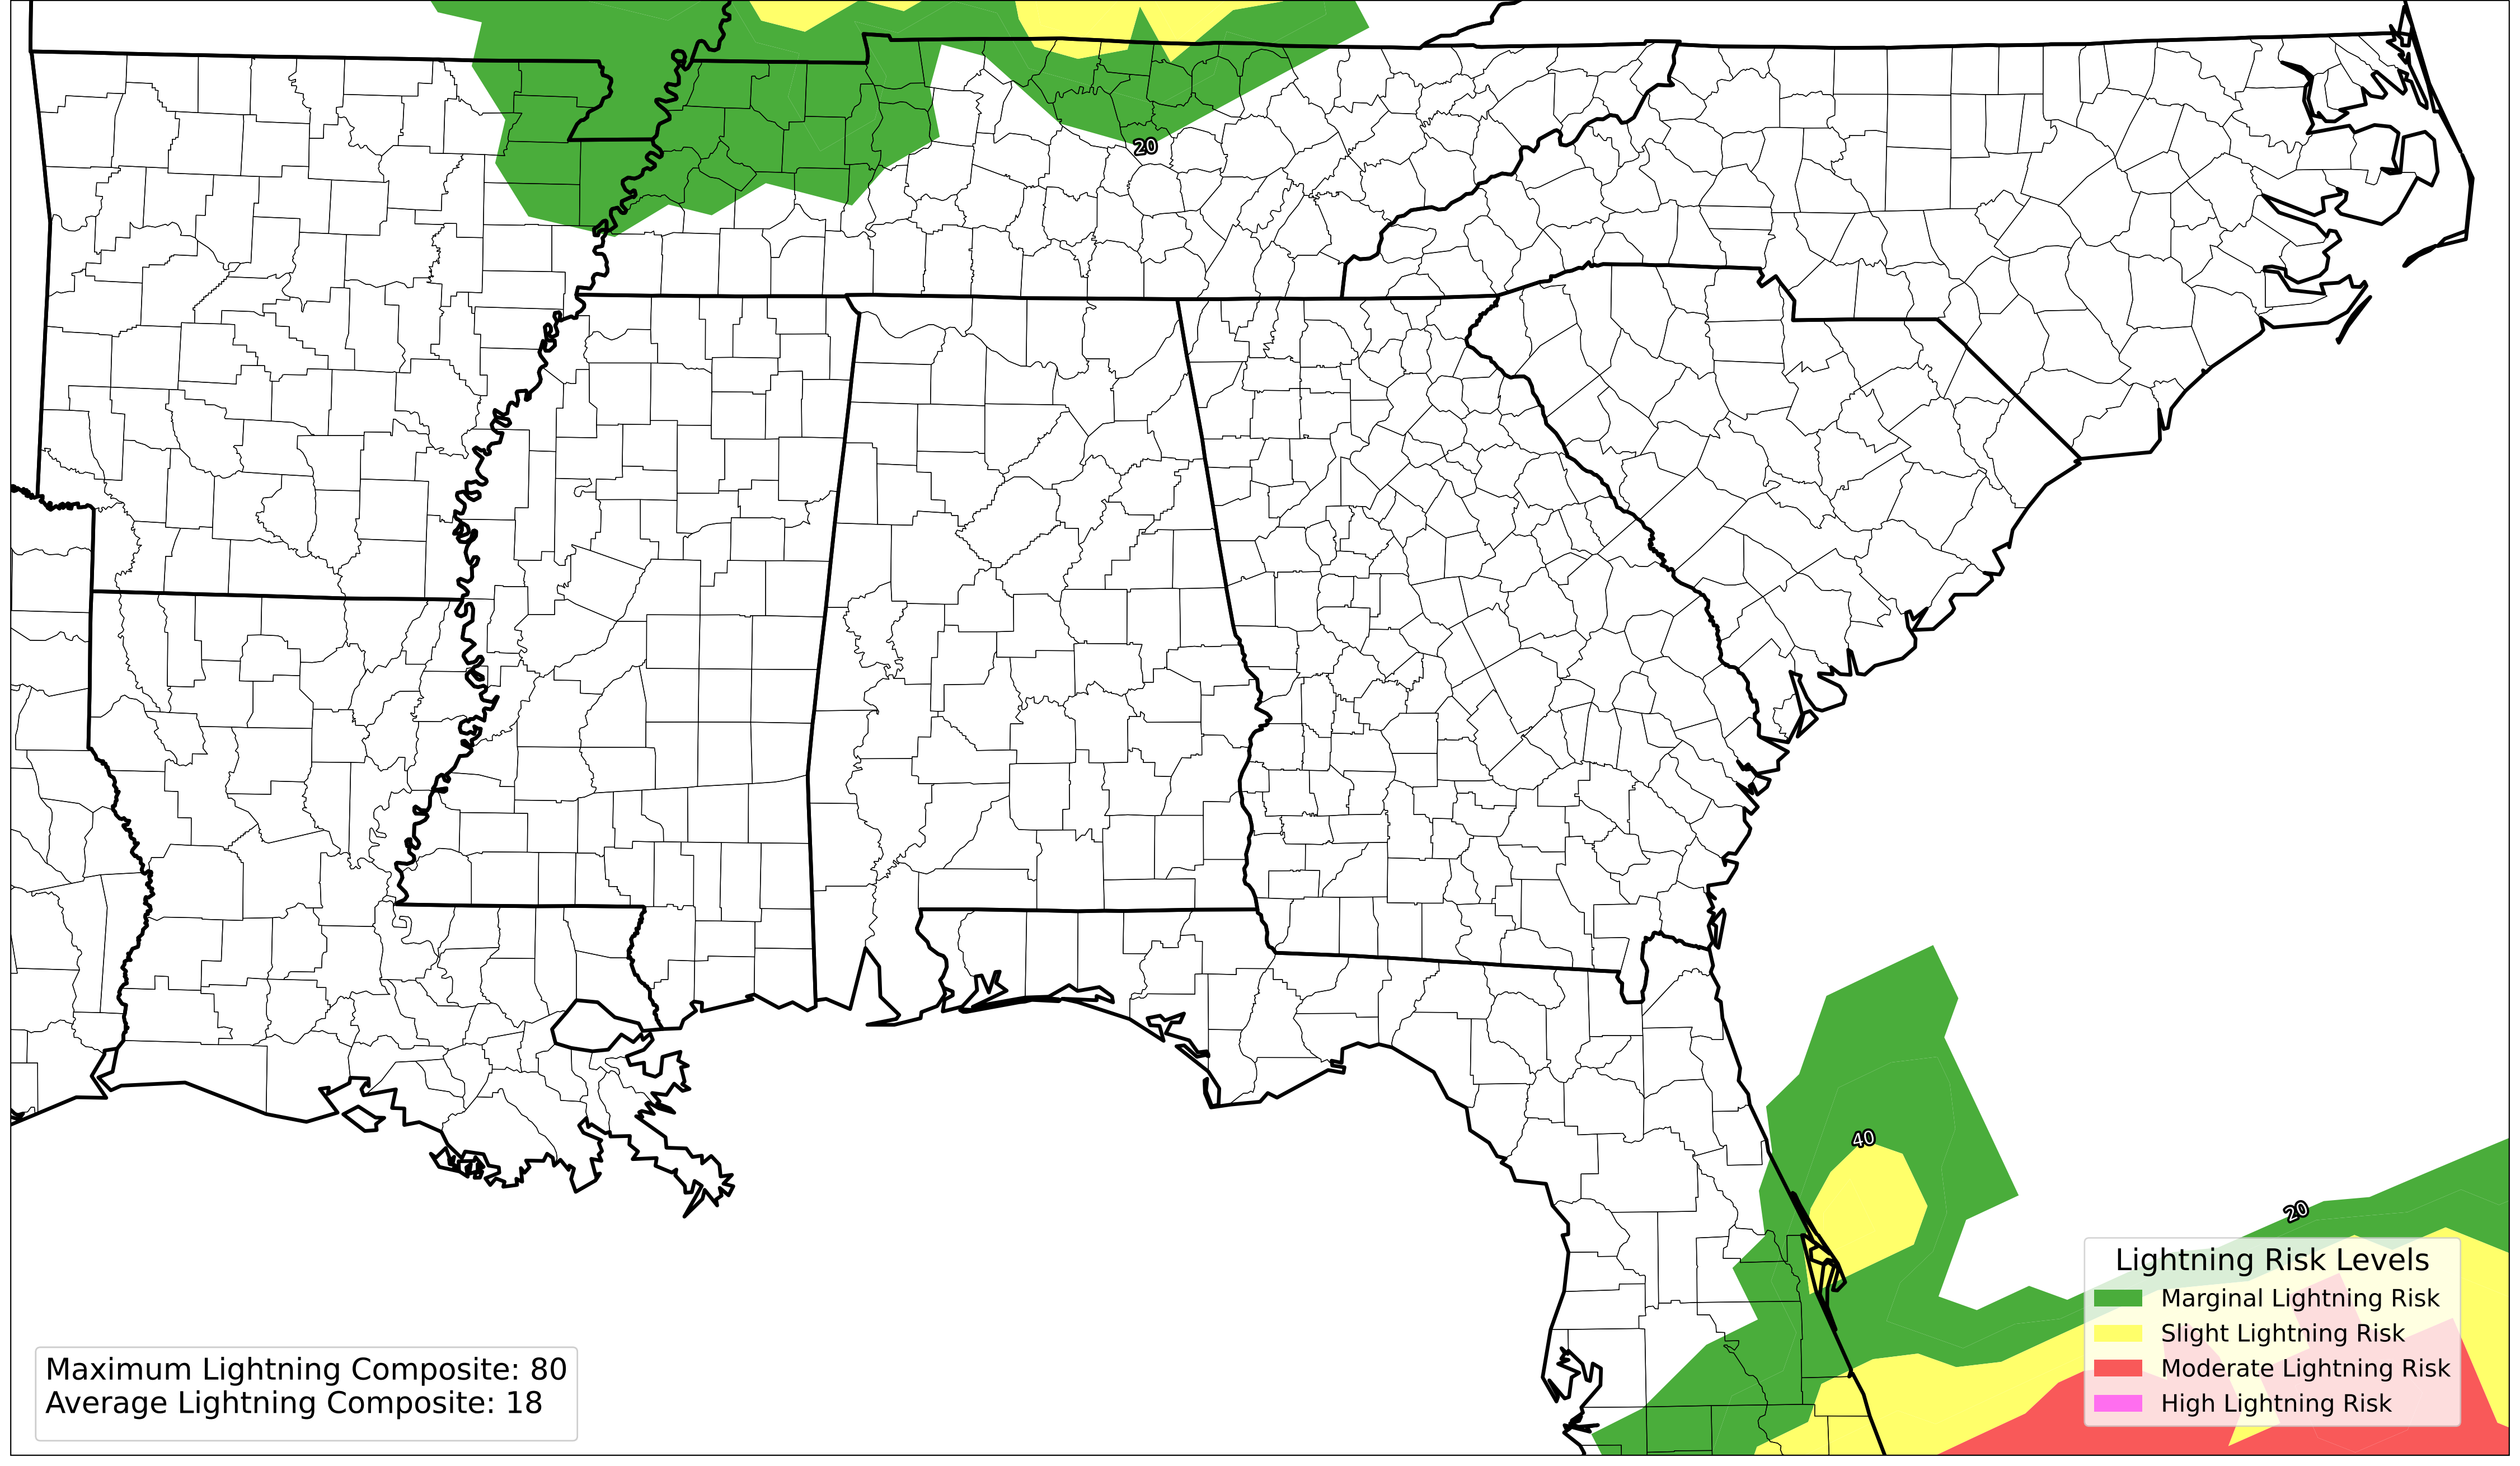 20
40
20
Lightning Risk Levels
Marginal Lightning Risk
Slight Lightning Risk
Moderate Lightning Risk
High Lightning Risk
Maximum Lightning Composite: 80
Average Lightning Composite: 18